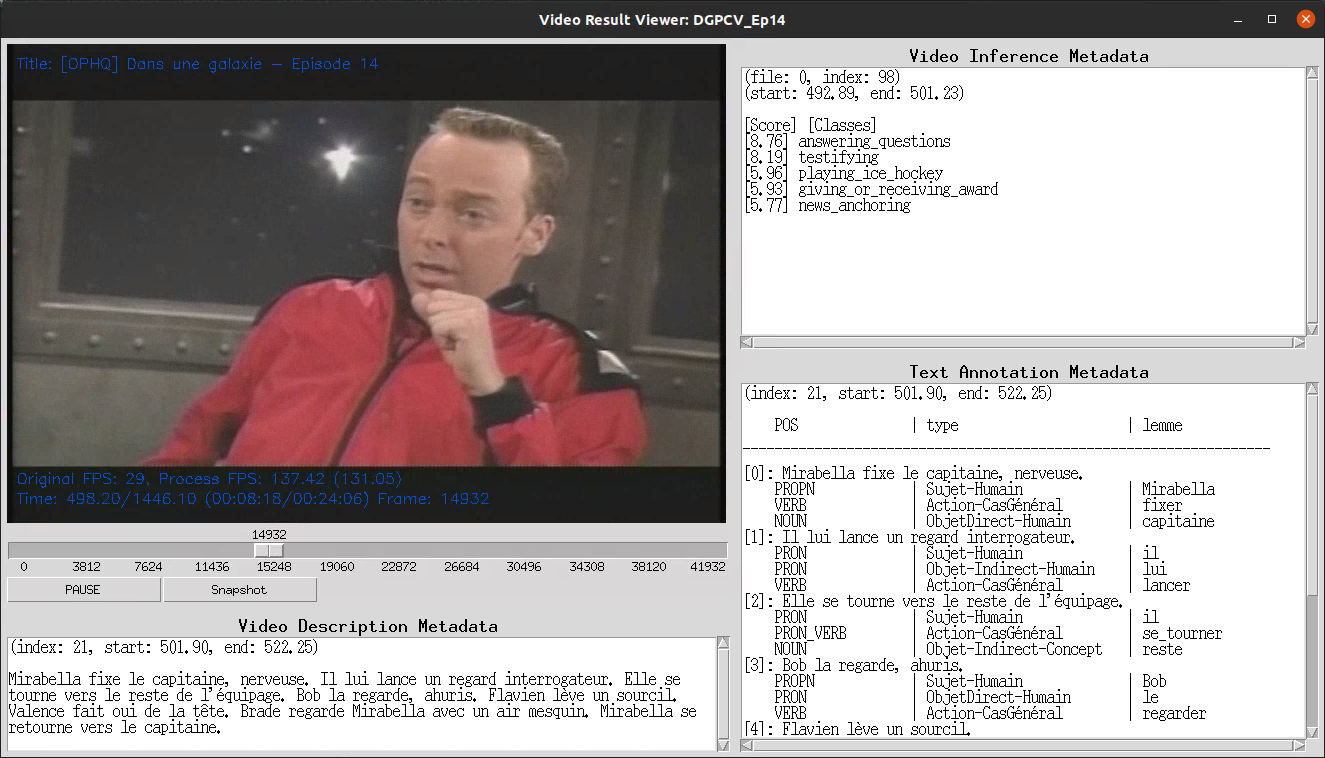 Video Result Viewer: DGPCV_Ep14
Title: [OPHQ] Dans une galaxie - Episode 14
Original FPS: 29, Process FPS: 137.42 (131.05)
Time: 498.20/1446.10 (00:08:18/00:24:06) Frame: 14932
14932
0 3812 7624 11436 15248 19060 22872 26684 30496 34308 38120 41932
PAUSE Snapshot
Video Description Metadata
(index: 21, start: 501.90, end: 522.25)
Mirabella fixe le capitaine, nerveuse. Il lui lance un regard interrogateur. Elle se
tourne vers le reste de l'équipage. Bob la regarde, ahuris. Flavien lève un sourcil.
Valence fait oui de la tête. Brade regarde Mirabella avec un air mesquin. Mirabella se
retourne vers le capitaine.
Video Inference Metadata
(file: 0, index: 98)
(start: 492.89, end: 501.23)
[Score] [Classes]
[8.76] answering_questions
[8.19] testifying
[5.96] playing_ice_hockey
[5.93] giving_or_receiving_award
[5.77] news_anchoring
Text Annotation Metadata
(index: 21, start: 501.90, end: 522.25)
POS | type | lemme
[0]: Mirabella fixe le capitaine, nerveuse.
PROPN | Sujet-Humain | Mirabella
VERB | Action-CasGénéral | fixer
NOUN | ObjetDirect-Humain | capitaine
[1]: Il lui lance un regard interrogateur.
PRON | Sujet-Humain | il
PRON | Objet-Indirect-Humain | lui
VERB | Action-CasGénéral | lancer
[2]: Elle se tourne vers le reste de l'équipage.
PRON | Sujet-Humain | il
PRON_VERB | Action-CasGénéral | se_tourner
NOUN | Objet-Indirect-Concept | reste
[3]: Bob la regarde, ahuris.
PROPN | Sujet-Humain | Bob
PRON | ObjetDirect-Humain | le
VERB | Action-CasGénéral | regarder
[4]: Flavien lève un sourcil.